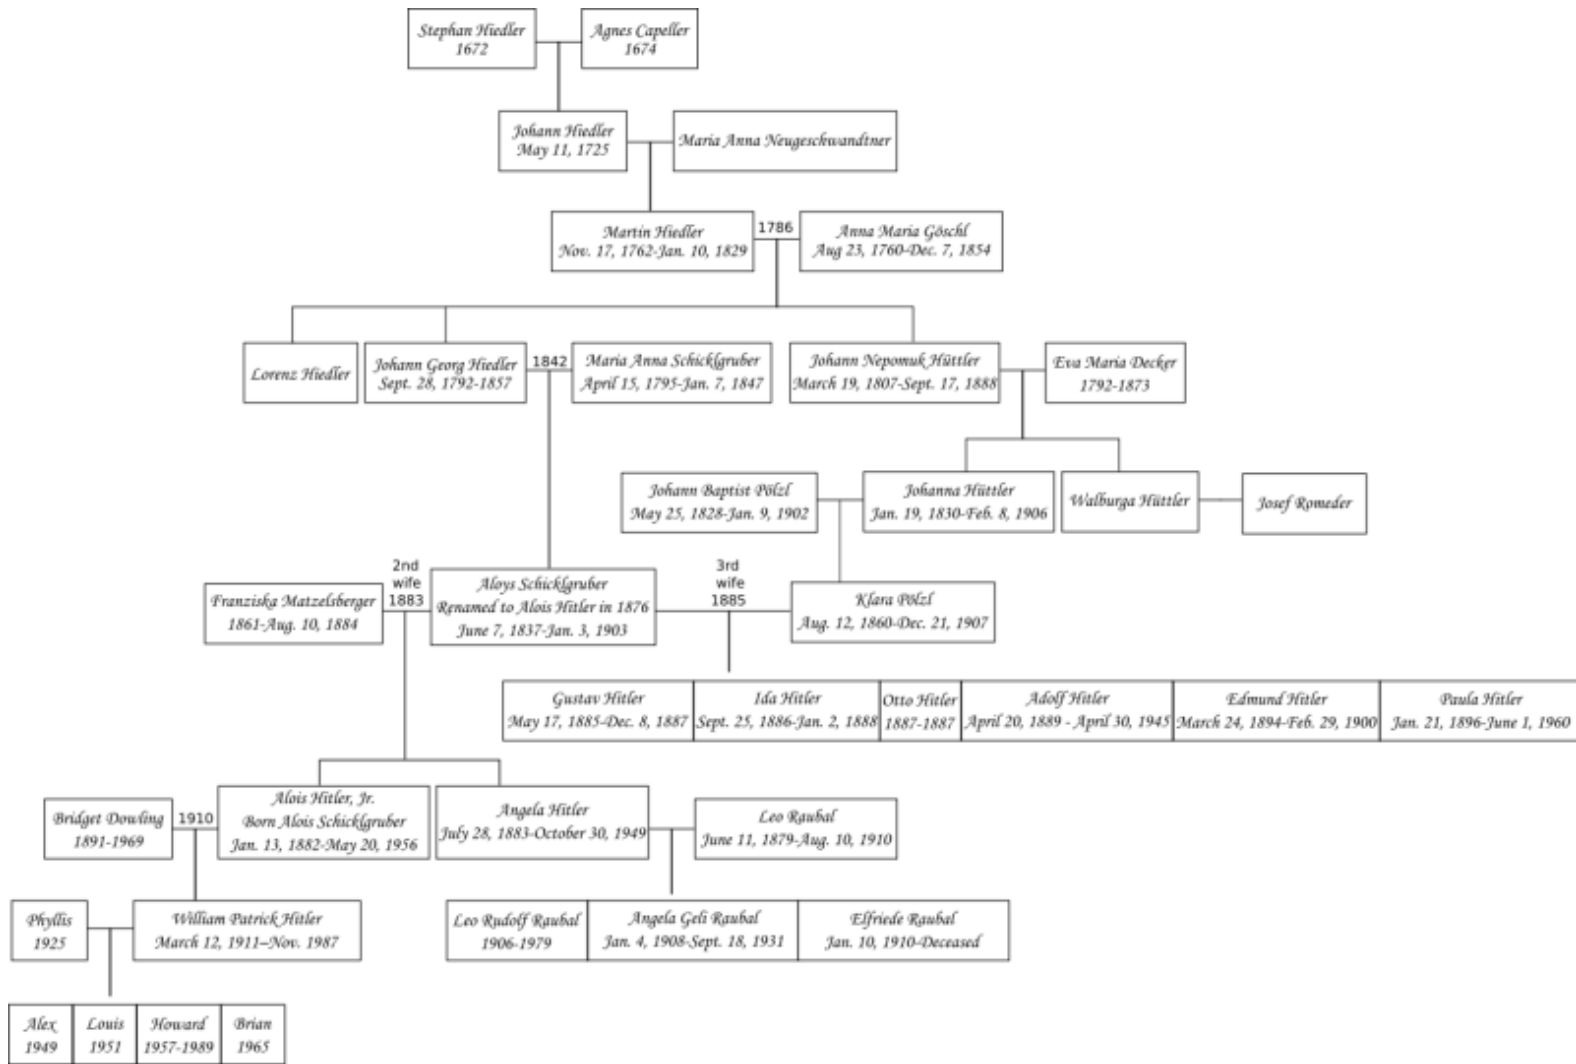 Stephan Hiedler
1672
Agnes Capeller
1674
Johann Hiedler
May 11, 1725
Maria Anna Neugeschwandtner
Martin Hiedler
Nov. 17, 1762-Jan. 10, 1829
1786
Anna Maria Göschl
Aug 23, 1760-Dec. 7, 1854
Lorenz Hiedler
Johann Georg Hiedler
Sept. 28, 1792-1857
1842
Maria Anna Schicklgruber
April 15, 1795-Jan. 7, 1847
Johann Nepomuk Hüttler
March 19, 1807-Sept. 17, 1888
Eva Maria Decker
1792-1873
Johann Baptist Pölzl
May 25, 1828-Jan. 9, 1902
Johanna Hüttler
Jan. 19, 1830-Feb. 8, 1906
Walburga Hüttler
Josef Romeder
Franziska Matzelsberger
1861-Aug. 10, 1884
2nd
wife
1883
Aloys Schicklgruber
Renamed to Alois Hitler in 1876
June 7, 1837-Jan. 3, 1903
3rd
wife
1885
Klara Pölzl
Aug. 12, 1860-Dec. 21, 1907
Gustav Hitler
May 17, 1885-Dec. 8, 1887
Ida Hitler
Sept. 25, 1886-Jan. 2, 1888
Otto Hitler
1887-1887
Adolf Hitler
April 20, 1889 - April 30, 1945
Edmund Hitler
March 24, 1894-Feb. 29, 1900
Paula Hitler
Jan. 21, 1896-June 1, 1960
Bridget Dowling
1891-1969
1910
Alois Hitler, Jr.
Born Alois Schicklgruber
Jan. 13, 1882-May 20, 1956
Angela Hitler
July 28, 1883-October 30, 1949
Leo Raubal
June 11, 1879-Aug. 10, 1910
Phyllis
1925
William Patrick Hitler
March 12, 1911–Nov. 1987
Leo Rudolf Raubal
1906-1979
Angela Geli Raubal
Jan. 4, 1908-Sept. 18, 1931
Elfriede Raubal
Jan. 10, 1910-Deceased
Alex
1949
Louis
1951
Howard
1957-1989
Brian
1965